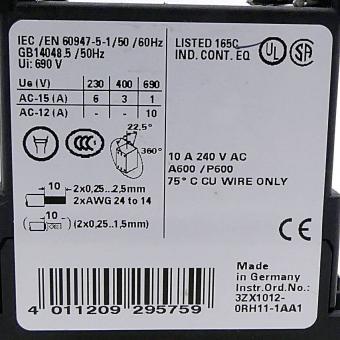 IEC /EN 60947-5-1/50 /60Hz
GB14048.5 /50Hz
Ui: 690 V
LISTED 165C
IND. CONT. EQ
UL
SA
Ue (V) 230 400 690
AC-15 (A) 6 3 1
AC-12 (A) - - 10
CCC
22,5°
360°
10 A 240 V AC
A600 /P600
75° C CU WIRE ONLY
10 2x0,25...2,5mm
2xAWG 24 to 14
10 (2x0,25...1,5mm)
CE
Made
in Germany
Instr.Ord.No.:
3ZX1012-
0RH11-1AA1
4 011209 295759